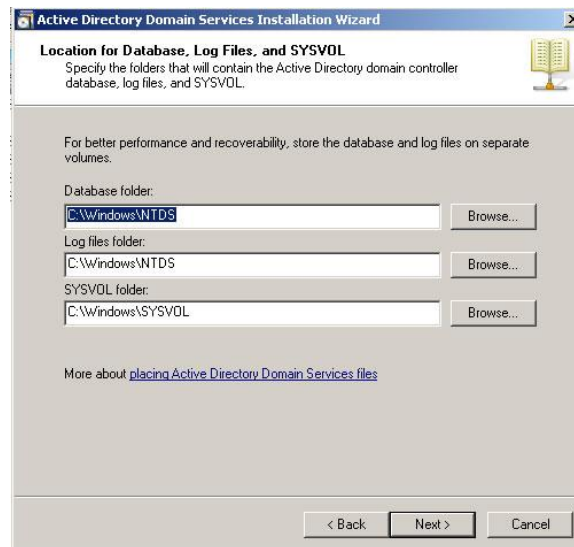 Active Directory Domain Services Installation Wizard
Location for Database, Log Files, and SYSVOL
Specify the folders that will contain the Active Directory domain controller
database, log files, and SYSVOL.
For better performance and recoverability, store the database and log files on separate
volumes.
Database folder:
C:\Windows\NTDS
Browse...
Log files folder:
C:\Windows\NTDS
Browse...
SYSVOL folder:
C:\Windows\SYSVOL
Browse...
More about placing Active Directory Domain Services files
< Back
Next >
Cancel